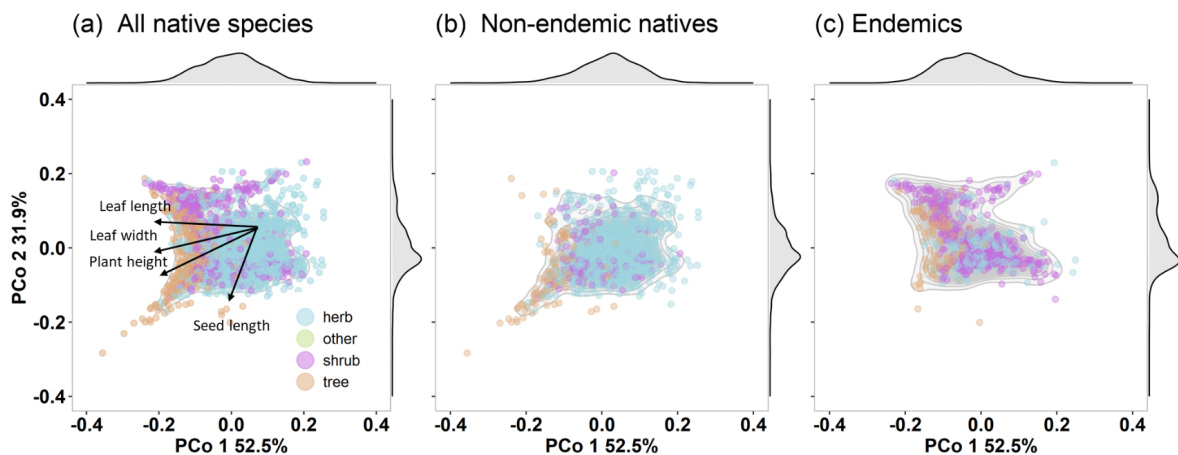 (a) All native species
(b) Non-endemic natives
(c) Endemics
0.4
0.2
0.0
-0.2
-0.4
PCo 2 31.9%
Leaf length
Leaf width
Plant height
Seed length
herb
other
shrub
tree
-0.4 -0.2 0.0 0.2 0.4
PCo 1 52.5%
-0.4 -0.2 0.0 0.2 0.4
PCo 1 52.5%
-0.4 -0.2 0.0 0.2 0.4
PCo 1 52.5%